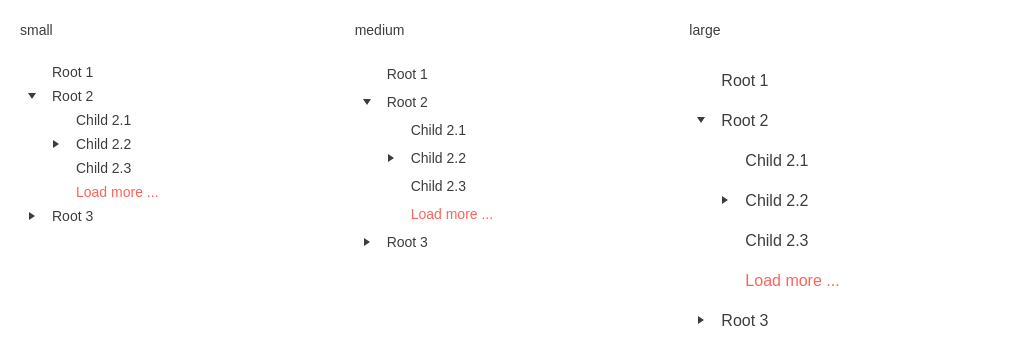 small
Root 1
Root 2
Child 2.1
Child 2.2
Child 2.3
Load more ...
Root 3
medium
Root 1
Root 2
Child 2.1
Child 2.2
Child 2.3
Load more ...
Root 3
large
Root 1
Root 2
Child 2.1
Child 2.2
Child 2.3
Load more ...
Root 3